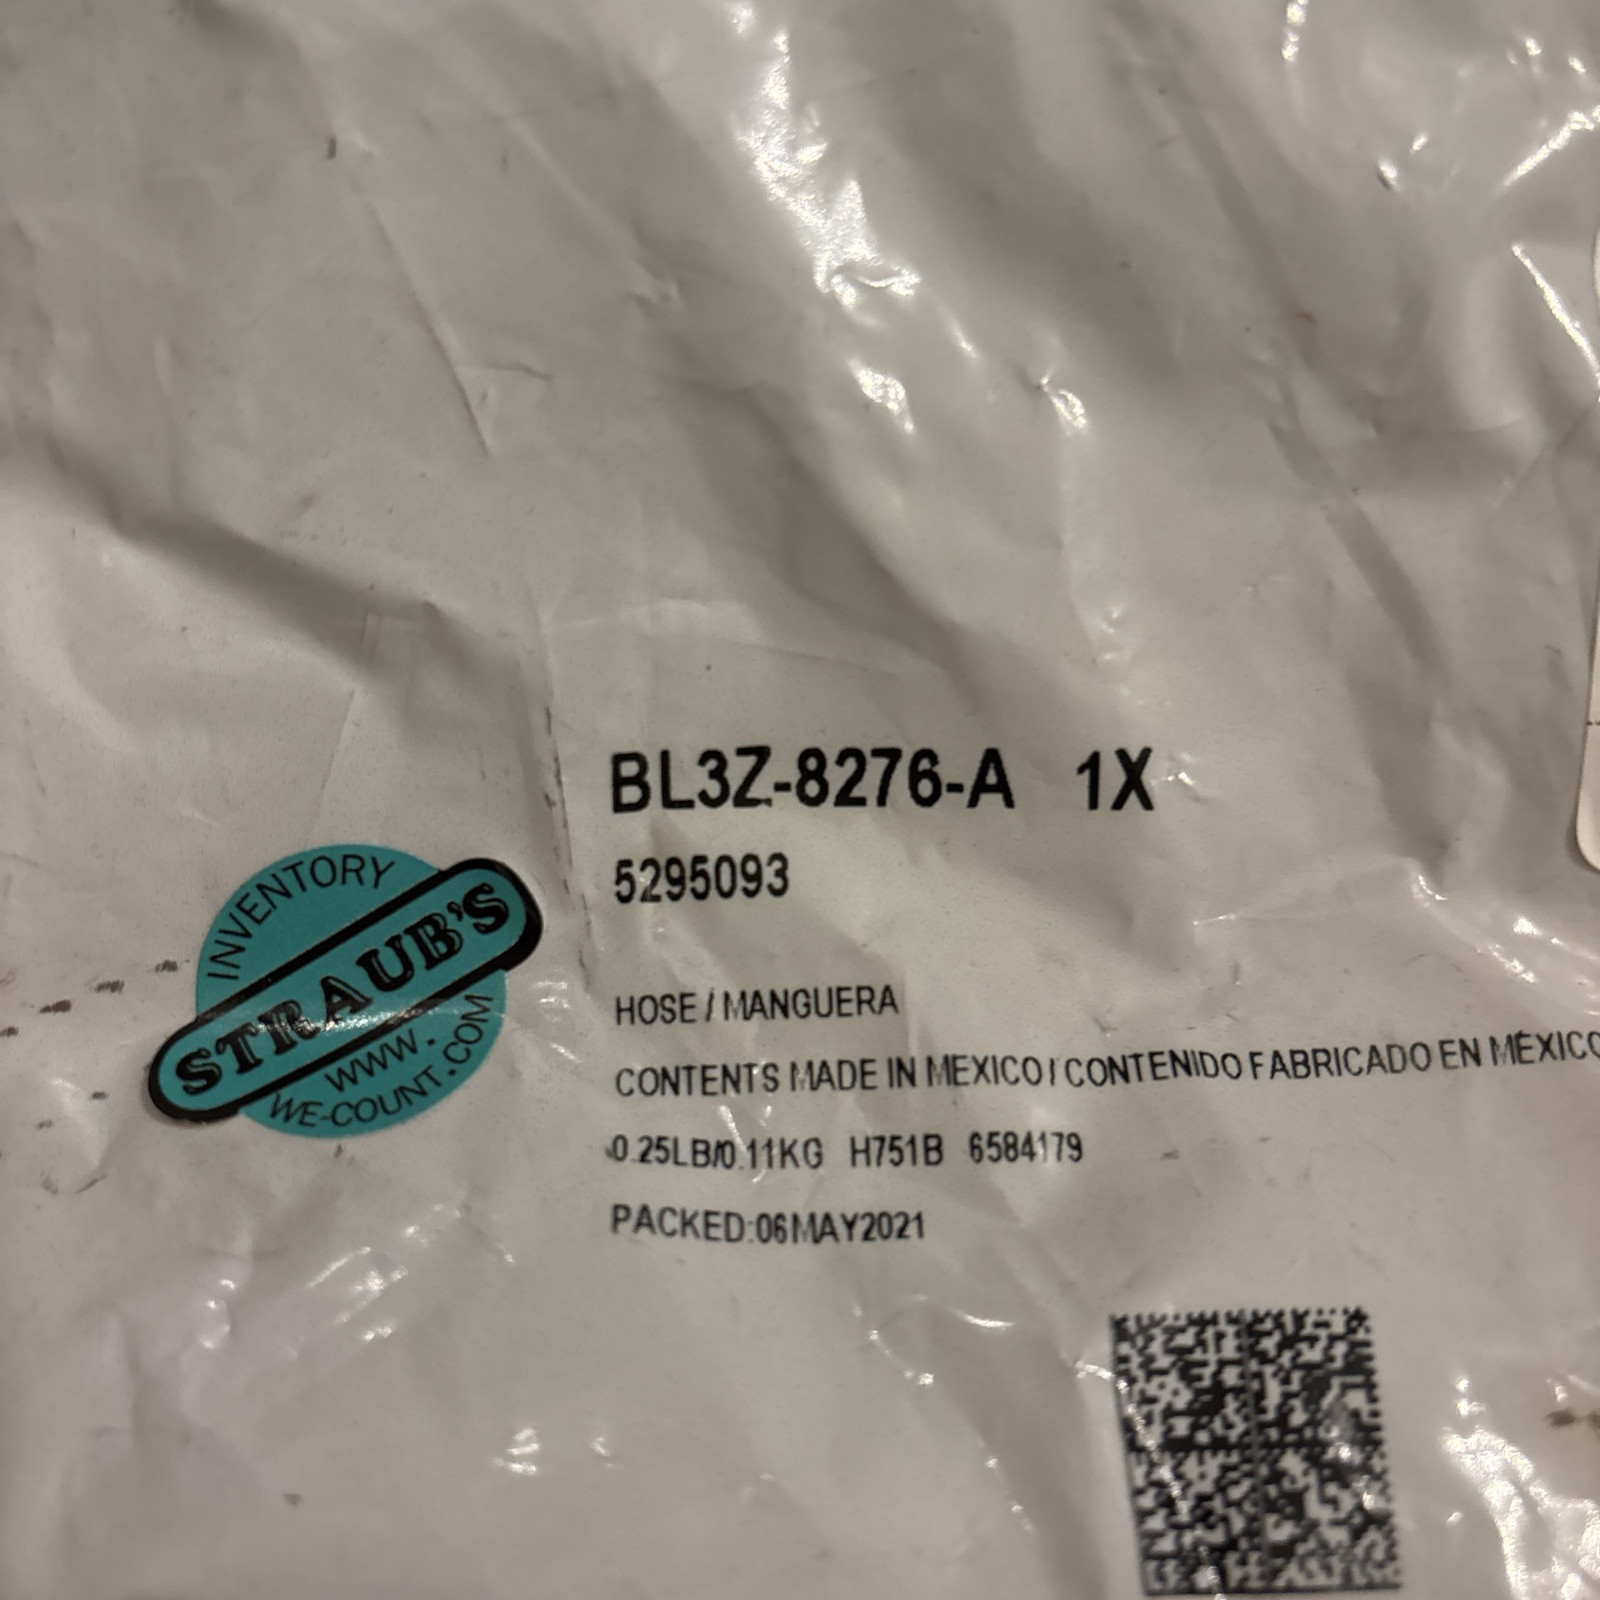 BL3Z-8276-A 1X
5295093
INVENTORY
STRAUB'S
WWW.
WE-COUNT.COM
HOSE / MANGUERA
CONTENTS MADE IN MEXICO / CONTENIDO FABRICADO EN MÉXICO
0.25LB/0.11KG H751B 6584179
PACKED:06MAY2021